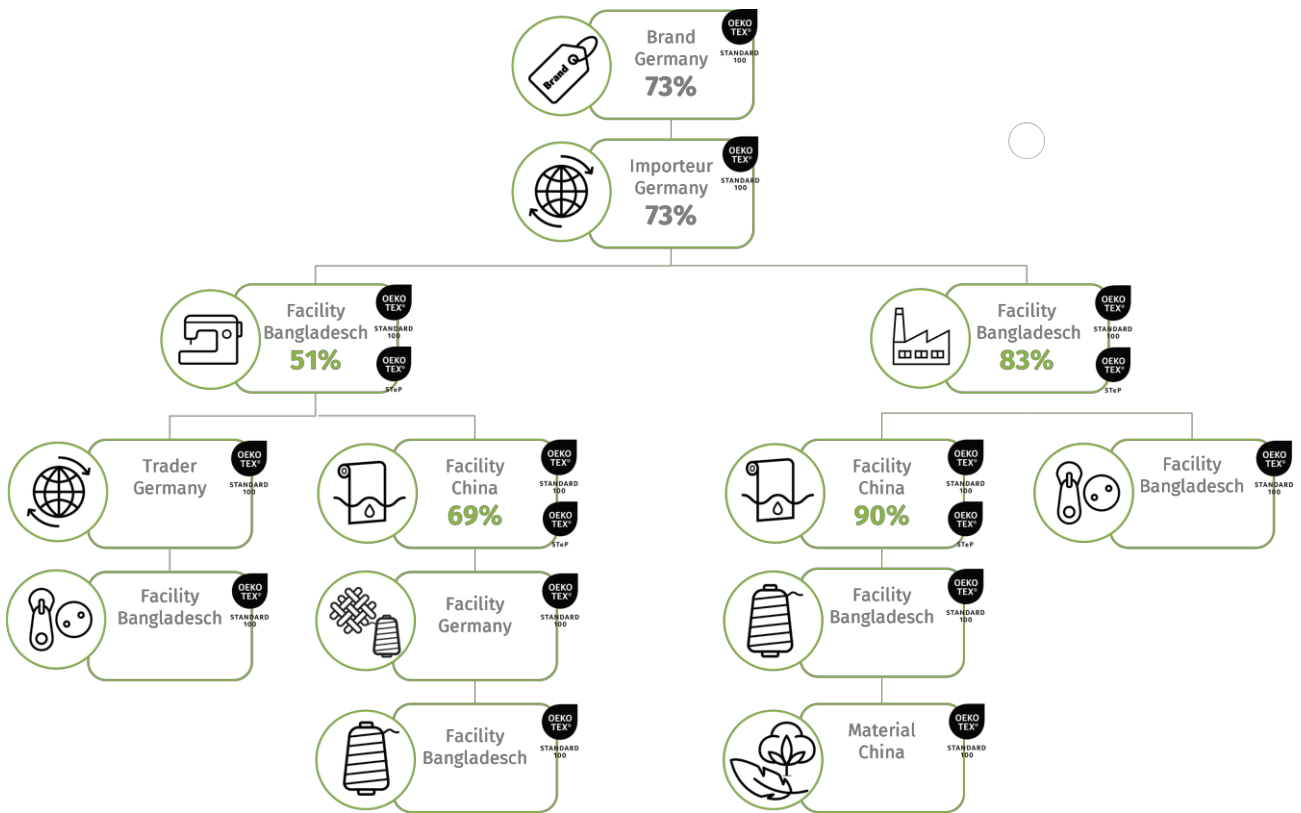 Brand
Germany
73%
OEKO
TEX®
STANDARD
100
Brand
Importeur
Germany
73%
OEKO
TEX®
STANDARD
100
Facility
Bangladesch
51%
OEKO
TEX®
STANDARD
100
OEKO
TEX®
STeP
Facility
Bangladesch
83%
OEKO
TEX®
STANDARD
100
OEKO
TEX®
STeP
Trader
Germany
OEKO
TEX®
STANDARD
100
Facility
China
69%
OEKO
TEX®
STANDARD
100
OEKO
TEX®
STeP
Facility
China
90%
OEKO
TEX®
STANDARD
100
OEKO
TEX®
STeP
Facility
Bangladesch
OEKO
TEX®
STANDARD
100
Facility
Bangladesch
OEKO
TEX®
STANDARD
100
Facility
Germany
OEKO
TEX®
STANDARD
100
Facility
Bangladesch
OEKO
TEX®
STANDARD
100
Facility
Bangladesch
OEKO
TEX®
STANDARD
100
Material
China
OEKO
TEX®
STANDARD
100